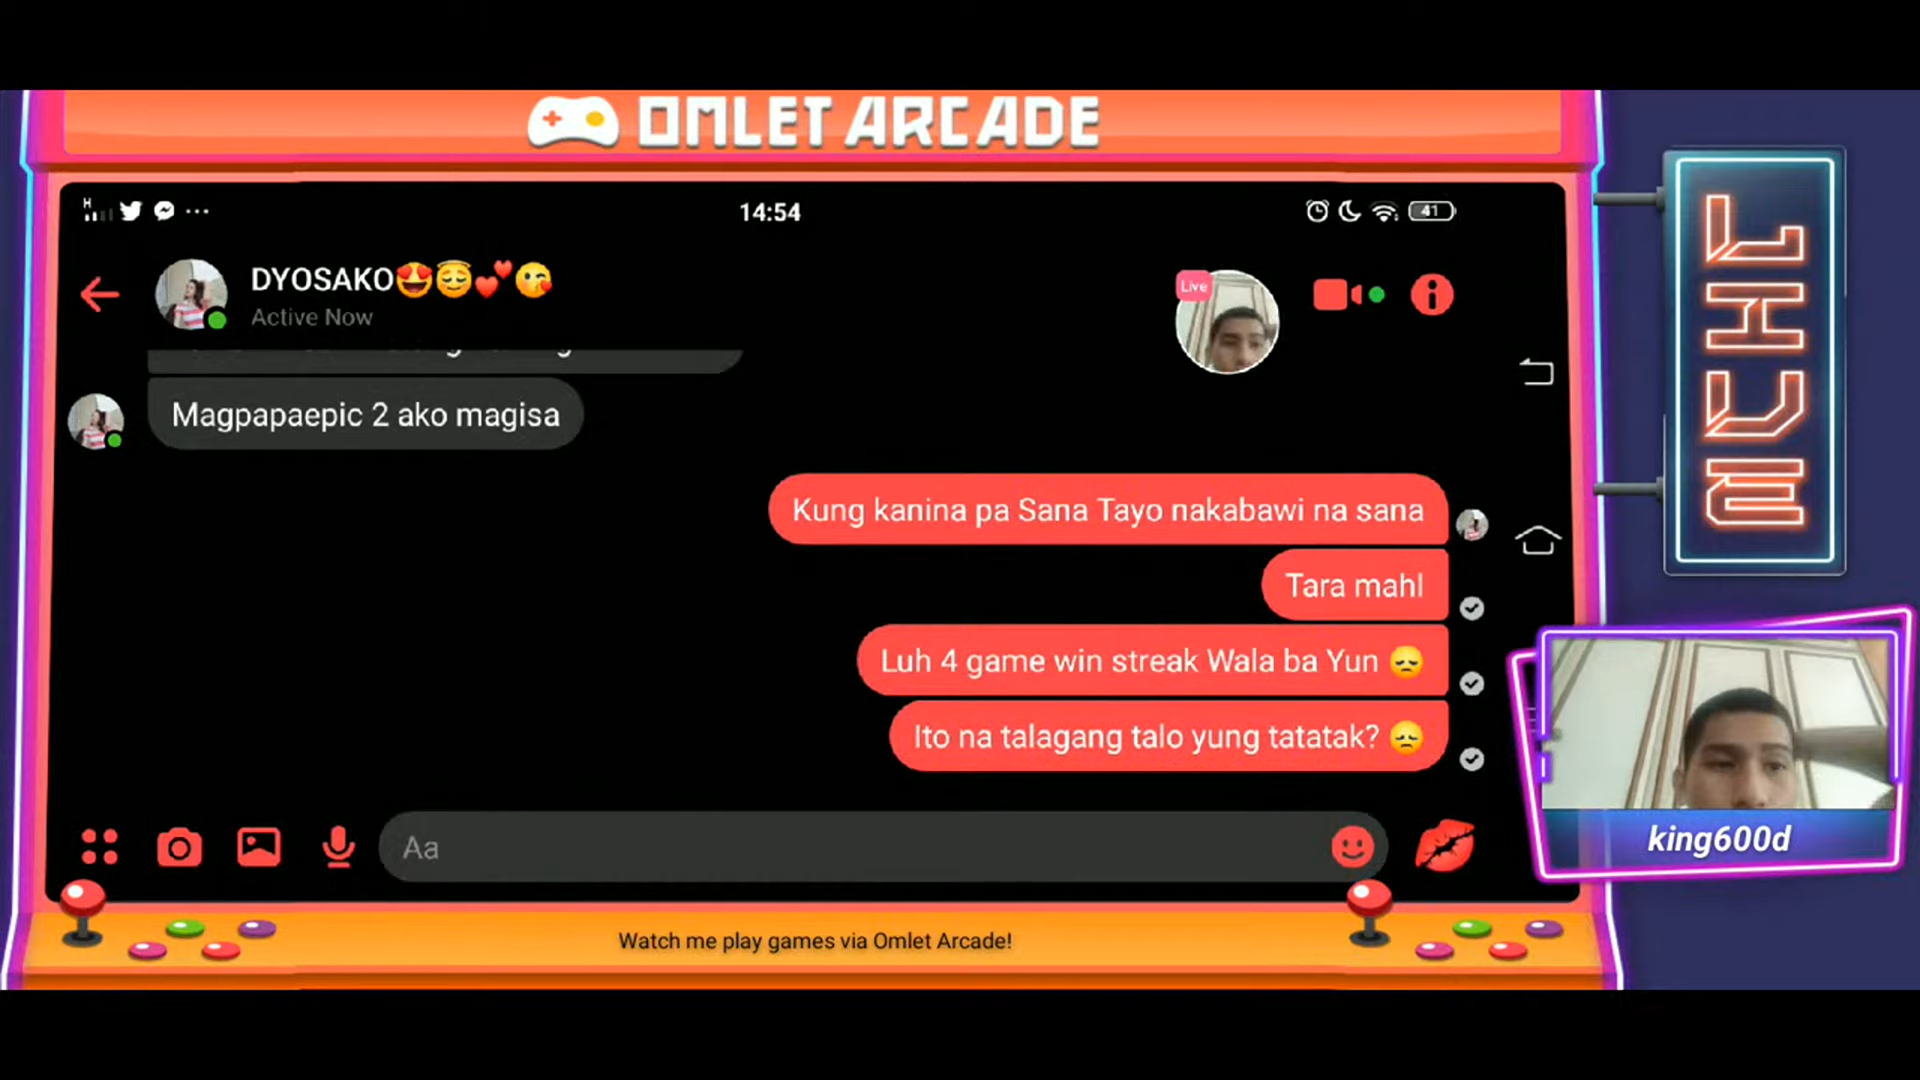 OMLET ARCADE
H
14:54
41
DYOSAKO😍😇💕😘
Active Now
Live
Magpapaepic 2 ako magisa
Kung kanina pa Sana Tayo nakabawi na sana
Tara mahl
Luh 4 game win streak Wala ba Yun 😞
Ito na talagang talo yung tatatak? 😞
Aa
LIVE
king600d
Watch me play games via Omlet Arcade!